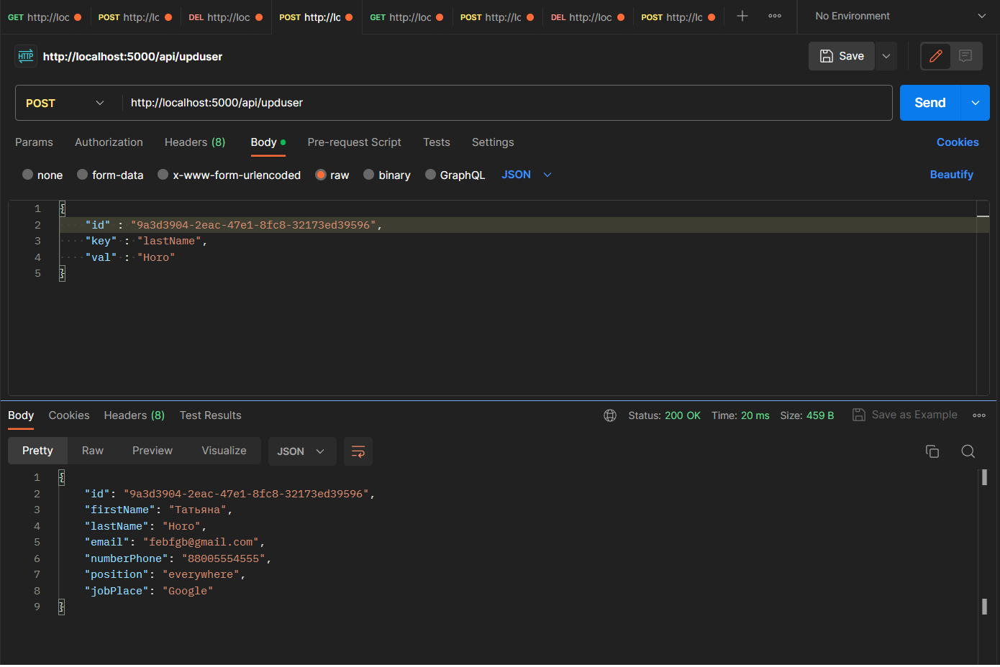 GET http://loc POST http://lc DEL http://loc POST http://lc GET http://loc POST http://lc DEL http://loc POST http://lc No Environment
HTTP http://localhost:5000/api/upduser Save
POST http://localhost:5000/api/upduser Send
Params Authorization Headers (8) Body Pre-request Script Tests Settings Cookies
none form-data x-www-form-urlencoded raw binary GraphQL JSON Beautify
1 {
2 "id" : "9a3d3904-2eac-47e1-8fc8-32173ed39596",
3 "key" : "lastName",
4 "val" : "Horo"
5 }
Body Cookies Headers (8) Test Results Status: 200 OK Time: 20 ms Size: 459 B Save as Example
Pretty Raw Preview Visualize JSON
1 {
2 "id": "9a3d3904-2eac-47e1-8fc8-32173ed39596",
3 "firstName": "Татьяна",
4 "lastName": "Horo",
5 "email": "febfgb@gmail.com",
6 "numberPhone": "88005554555",
7 "position": "everywhere",
8 "jobPlace": "Google"
9 }